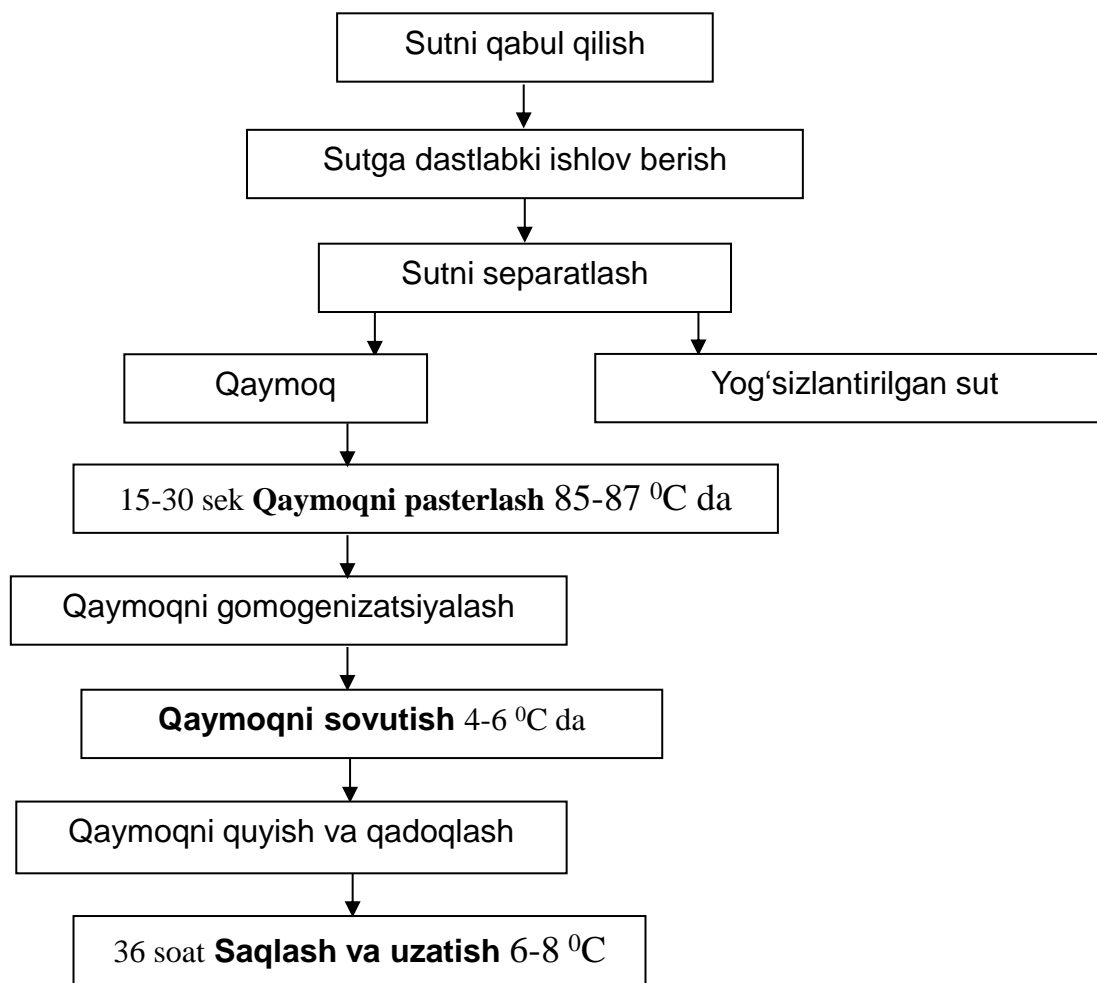 Sutni qabul qilish
Sutga dastlabki ishlov berish
Sutni separatlash
Qaymoq
Yog‘sizlantirilgan sut
15-30 sek Qaymoqni pasterlash 85-87 ⁰C da
Qaymoqni gomogenizatsiyalash
Qaymoqni sovutish 4-6 ⁰C da
Qaymoqni quyish va qadoqlash
36 soat Saqlash va uzatish 6-8 ⁰C